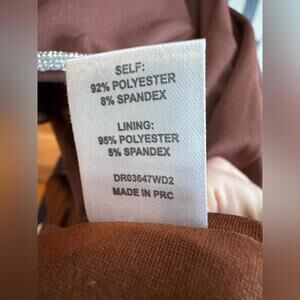 SELF:
92% POLYESTER
8% SPANDEX
LINING:
95% POLYESTER
5% SPANDEX
DR03647WD2
MADE IN PRC